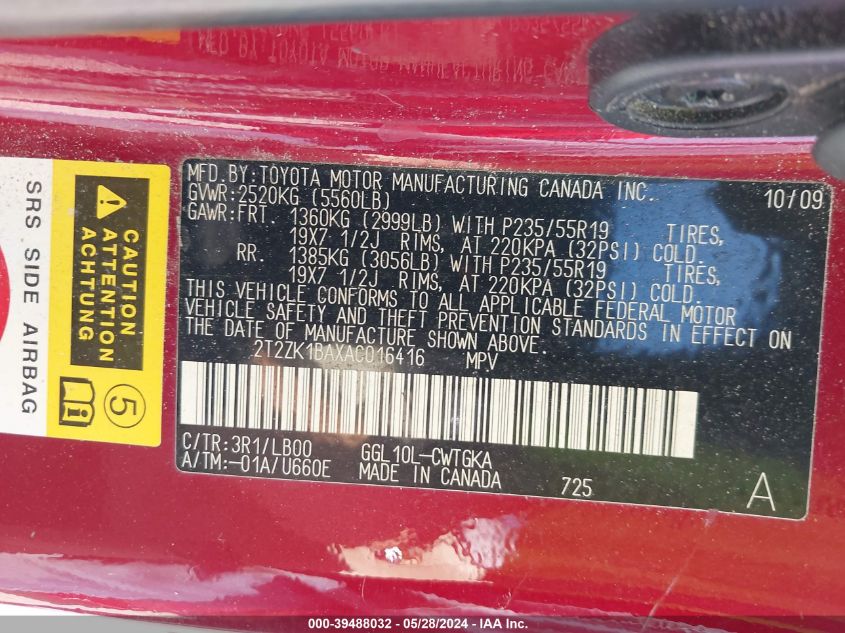 MFD.BY:TOYOTA MOTOR MANUFACTURING CANADA INC. 10/09
GVWR:2520KG (5560LB)
GAWR:FRT. 1360KG (2999LB) WITH P235/55R19 TIRES,
19X7 1/2J RIMS, AT 220KPA (32PSI) COLD.
RR. 1385KG (3056LB) WITH P235/55R19 TIRES,
19X7 1/2J RIMS, AT 220KPA (32PSI) COLD.
THIS VEHICLE CONFORMS TO ALL APPLICABLE FEDERAL MOTOR
VEHICLE SAFETY AND THEFT PREVENTION STANDARDS IN EFFECT ON
THE DATE OF MANUFACTURE SHOWN ABOVE.
2T2ZK1BAXAC016416 MPV
C/TR:3R1/LB00 GGL10L-CWTGKA
A/TM:-01A/U660E MADE IN CANADA 725 A
SRS SIDE AIRBAG
CAUTION
ATTENTION
ACHTUNG
5
000-39488032 - 05/28/2024 - IAA Inc.